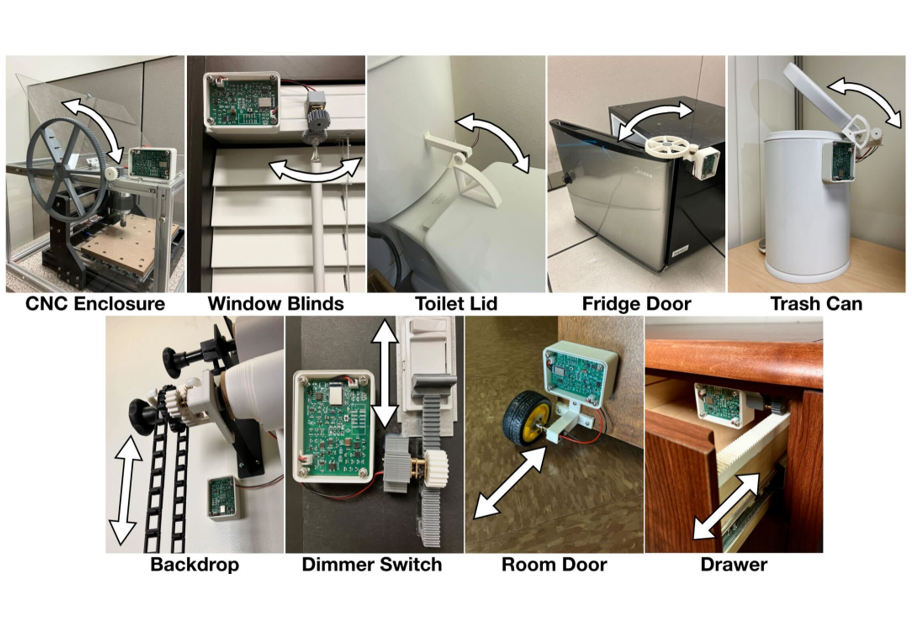 CNC Enclosure
Window Blinds
Toilet Lid
Fridge Door
Trash Can
Backdrop
Dimmer Switch
Room Door
Drawer